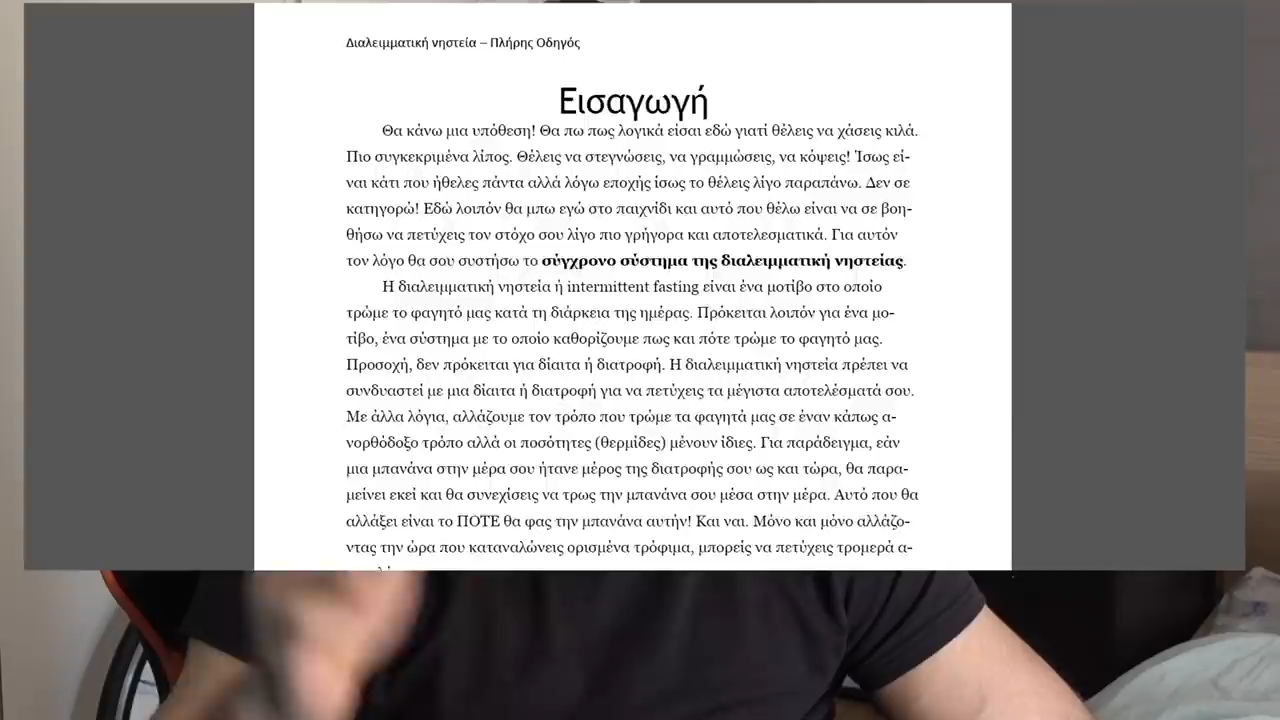 Διαλειμματική νηστεία – Πλήρης Οδηγός
Εισαγωγή
Θα κάνω μια υπόθεση! Θα πω πως λογικά είσαι εδώ γιατί θέλεις να χάσεις κιλά.
Πιο συγκεκριμένα λίπος. Θέλεις να στεγνώσεις, να γραμμώσεις, να κόψεις! Ίσως εί-
ναι κάτι που ήθελες πάντα αλλά λόγω εποχής ίσως το θέλεις λίγο παραπάνω. Δεν σε
κατηγορώ! Εδώ λοιπόν θα μπω εγώ στο παιχνίδι και αυτό που θέλω είναι να σε βοη-
θήσω να πετύχεις τον στόχο σου λίγο πιο γρήγορα και αποτελεσματικά. Για αυτόν
τον λόγο θα σου συστήσω το σύγχρονο σύστημα της διαλειμματική νηστείας.
Η διαλειμματική νηστεία ή intermittent fasting είναι ένα μοτίβο στο οποίο
τρώμε το φαγητό μας κατά τη διάρκεια της ημέρας. Πρόκειται λοιπόν για ένα μο-
τίβο, ένα σύστημα με το οποίο καθορίζουμε πως και πότε τρώμε το φαγητό μας.
Προσοχή, δεν πρόκειται για δίαιτα ή διατροφή. Η διαλειμματική νηστεία πρέπει να
συνδυαστεί με μια δίαιτα ή διατροφή για να πετύχεις τα μέγιστα αποτελέσματά σου.
Με άλλα λόγια, αλλάζουμε τον τρόπο που τρώμε τα φαγητά μας σε έναν κάπως α-
νορθόδοξο τρόπο αλλά οι ποσότητες (θερμίδες) μένουν ίδιες. Για παράδειγμα, εάν
μια μπανάνα στην μέρα σου ήτανε μέρος της διατροφής σου ως και τώρα, θα παρα-
μείνει εκεί και θα συνεχίσεις να τρως την μπανάνα σου μέσα στην μέρα. Αυτό που θα
αλλάξει είναι το ΠΟΤΕ θα φας την μπανάνα αυτήν! Και ναι. Μόνο και μόνο αλλάζο-
ντας την ώρα που καταναλώνεις ορισμένα τρόφιμα, μπορείς να πετύχεις τρομερά α-